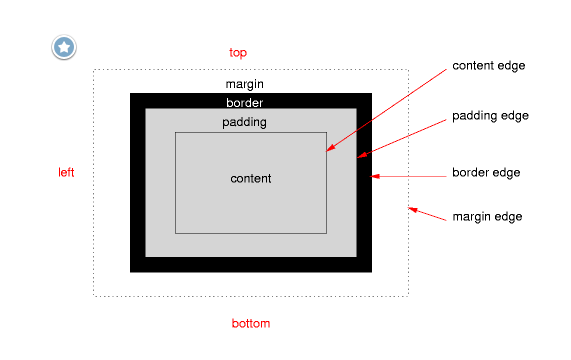 top
content edge
margin
border
padding edge
padding
left
content
border edge
margin edge
bottom